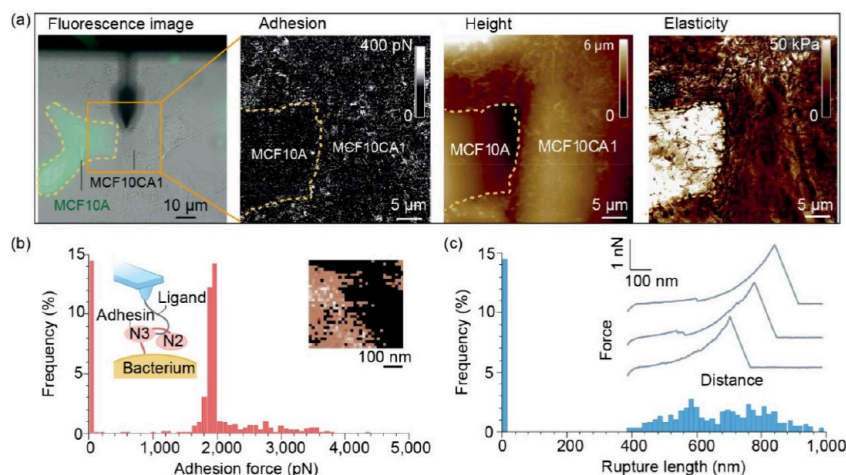 (a) Fluorescence image Adhesion Height Elasticity
400 pN
0
6 μm
0
50 kPa
0
MCF10A
MCF10CA1
10 μm
MCF10A
MCF10CA1
5 μm
MCF10A
MCF10CA1
5 μm
5 μm
(b)
Frequency (%)
15
10
5
0
0 1,000 2,000 3,000 4,000 5,000
Adhesion force (pN)
Ligand
Adhesin
N3
N2
Bacterium
100 nm
(c)
Frequency (%)
15
10
5
0
0 200 400 600 800 1,000
Rupture length (nm)
1 nN
100 nm
Force
Distance